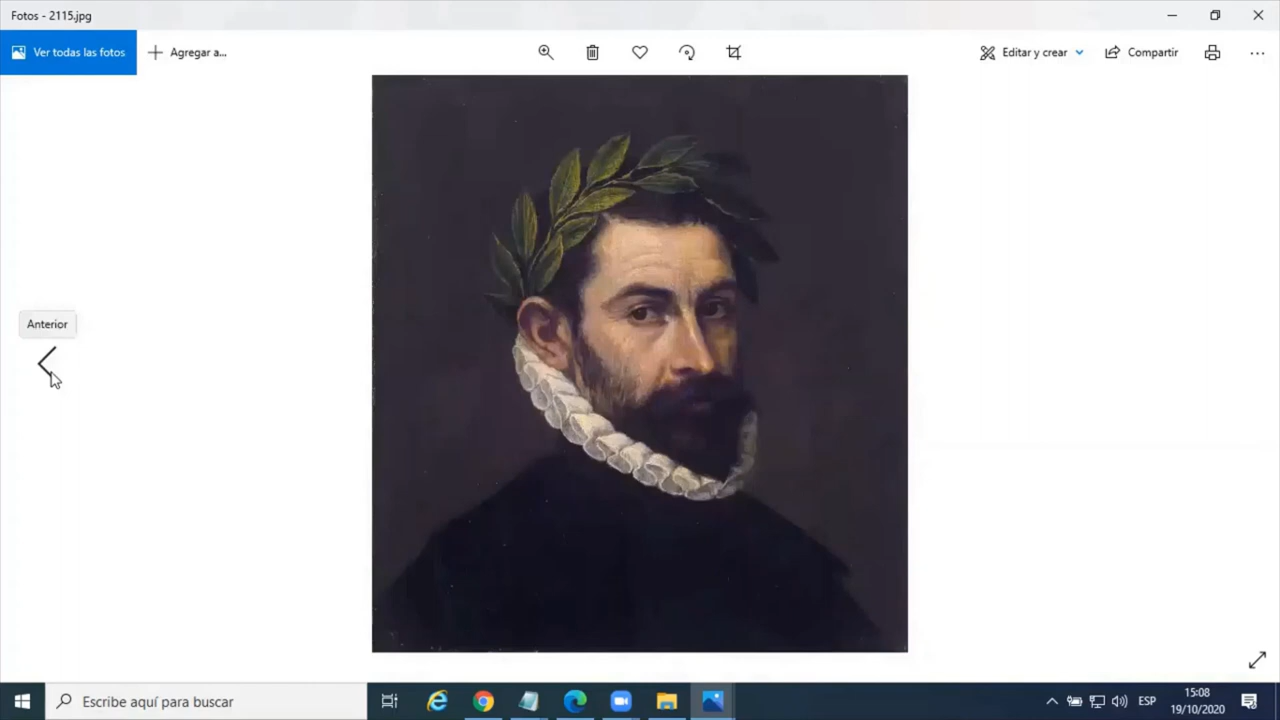 Fotos - 2115.jpg
Ver todas las fotos
Agregar a...
Editar y crear
Compartir
Anterior
Escribe aquí para buscar
ESP
15:08
19/10/2020